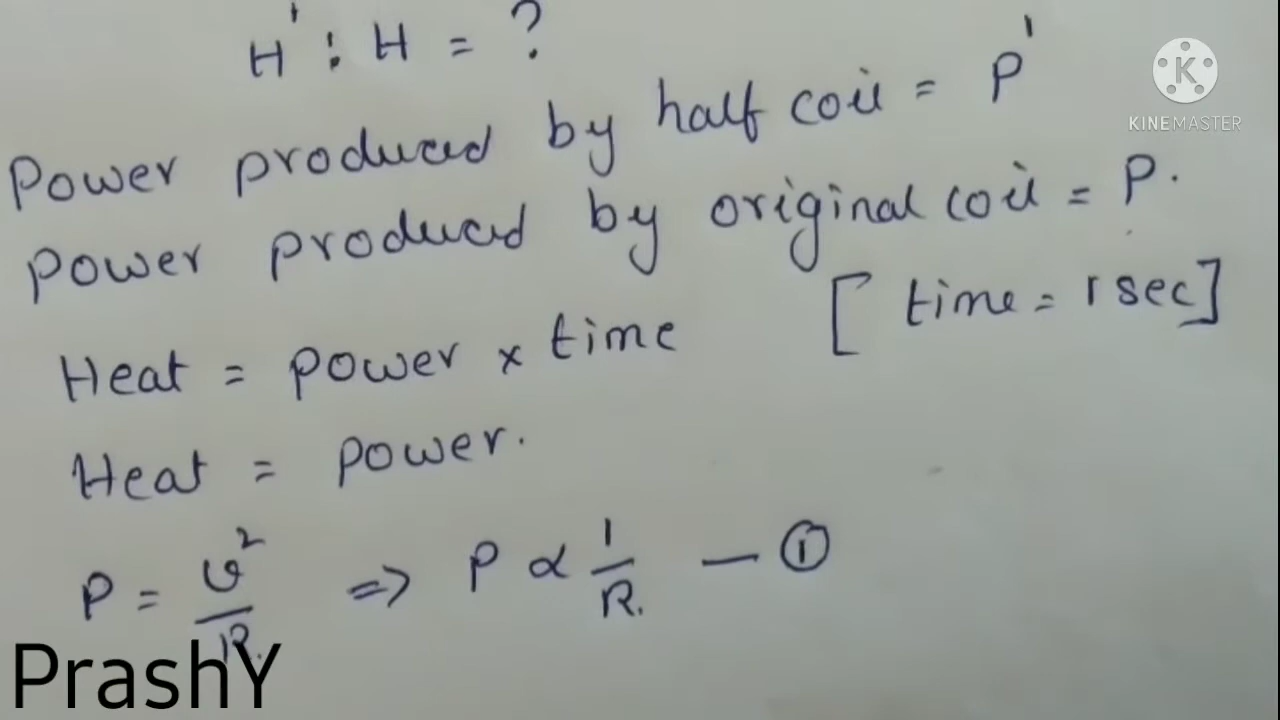 H' : H = ?
Power produced by half coil = P'
Power produced by original coil = P.
[time = 1 sec]
Heat = power x time
Heat = power.
P = v²/R. => P ∝ 1/R. — ①
PrashY
KINEMASTER